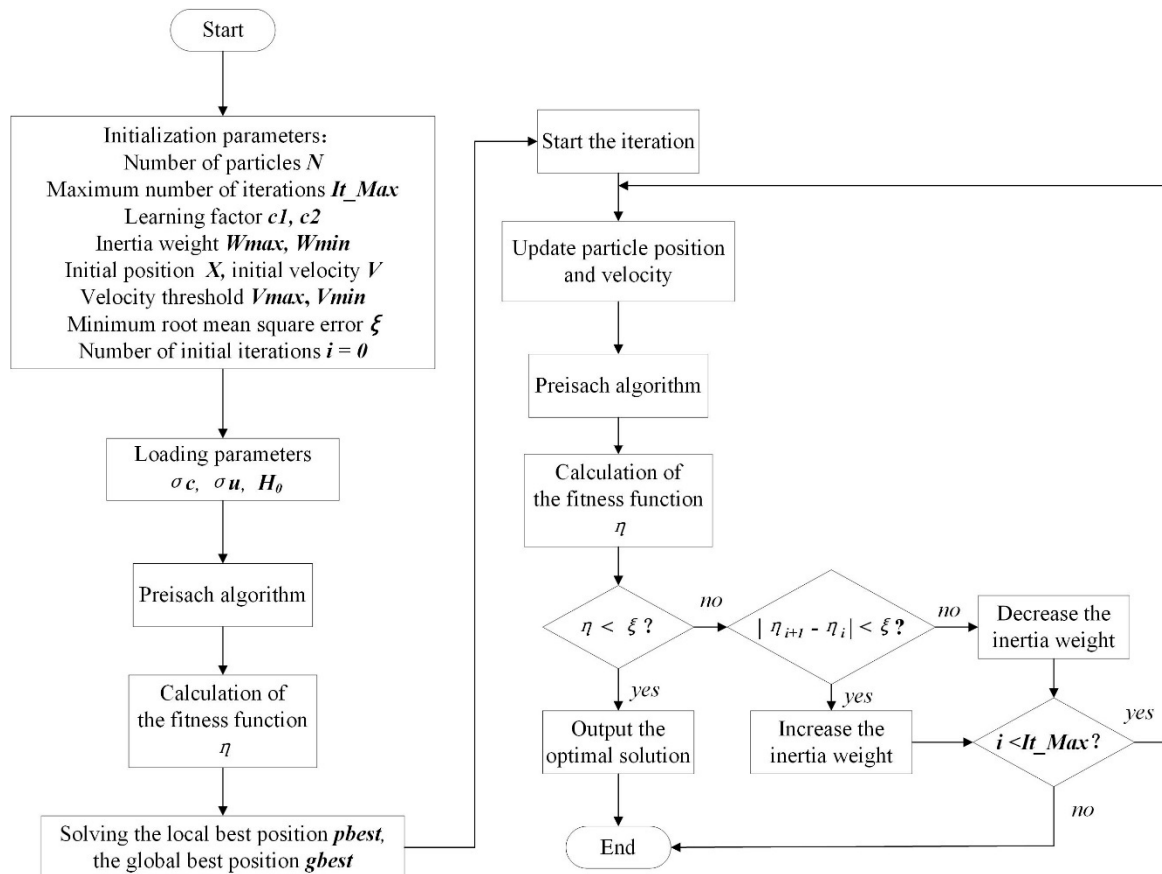 Start
Initialization parameters：
Number of particles N
Maximum number of iterations It_Max
Learning factor c1, c2
Inertia weight Wmax, Wmin
Initial position X, initial velocity V
Velocity threshold Vmax, Vmin
Minimum root mean square error ξ
Number of initial iterations i = 0
Loading parameters
σc, σu, H₀
Preisach algorithm
Calculation of
the fitness function
η
Solving the local best position pbest,
the global best position gbest
Start the iteration
Update particle position
and velocity
Preisach algorithm
Calculation of
the fitness function
η
η < ξ?
no
yes
Output the
optimal solution
End
| ηi+1 - ηi| < ξ?
no
yes
Increase the
inertia weight
Decrease the
inertia weight
i <It_Max?
yes
no